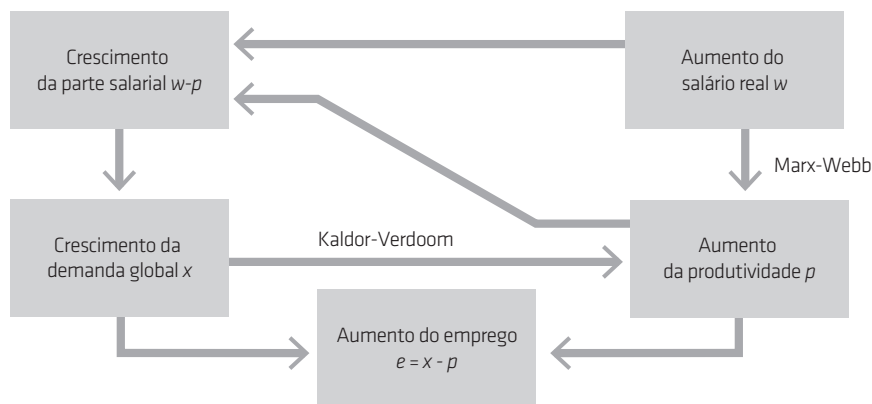 Crescimento
da parte salarial w-p
Aumento do
salário real w
Marx-Webb
Crescimento da
demanda global x
Kaldor-Verdoom
Aumento
da produtividade p
Aumento do emprego
e = x - p